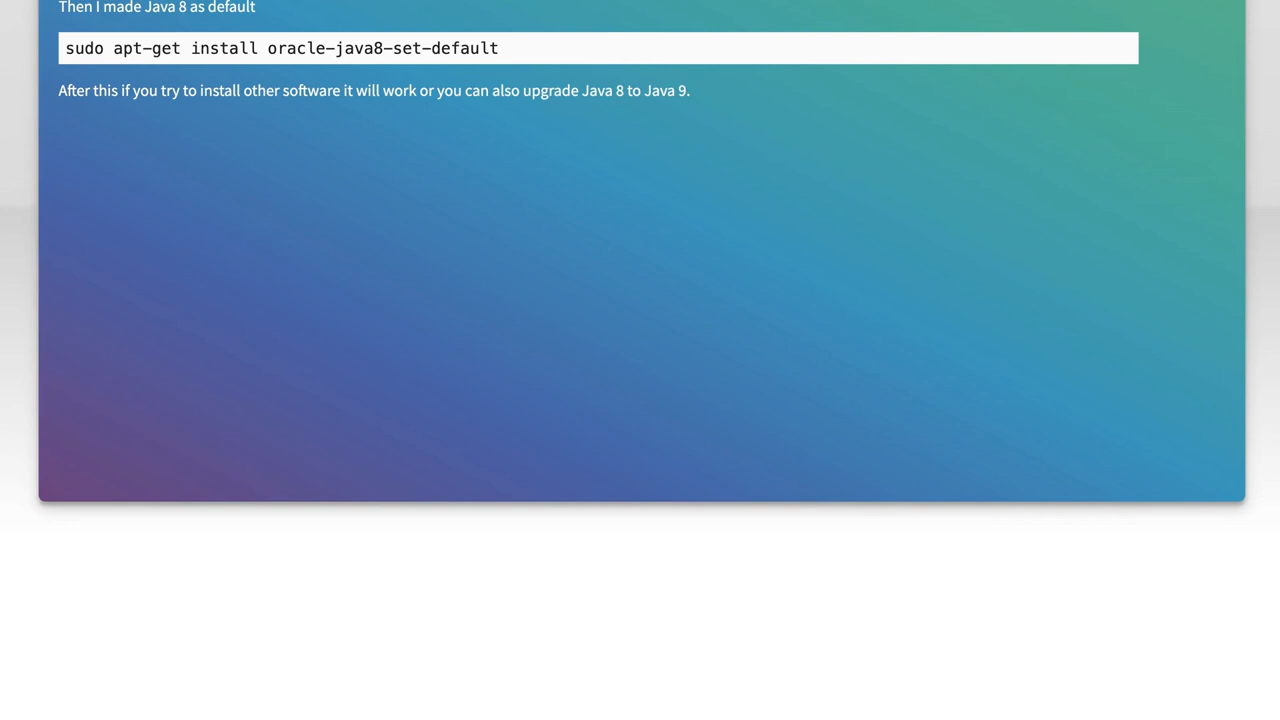 Then I made Java 8 as default
sudo apt-get install oracle-java8-set-default
After this if you try to install other software it will work or you can also upgrade Java 8 to Java 9.